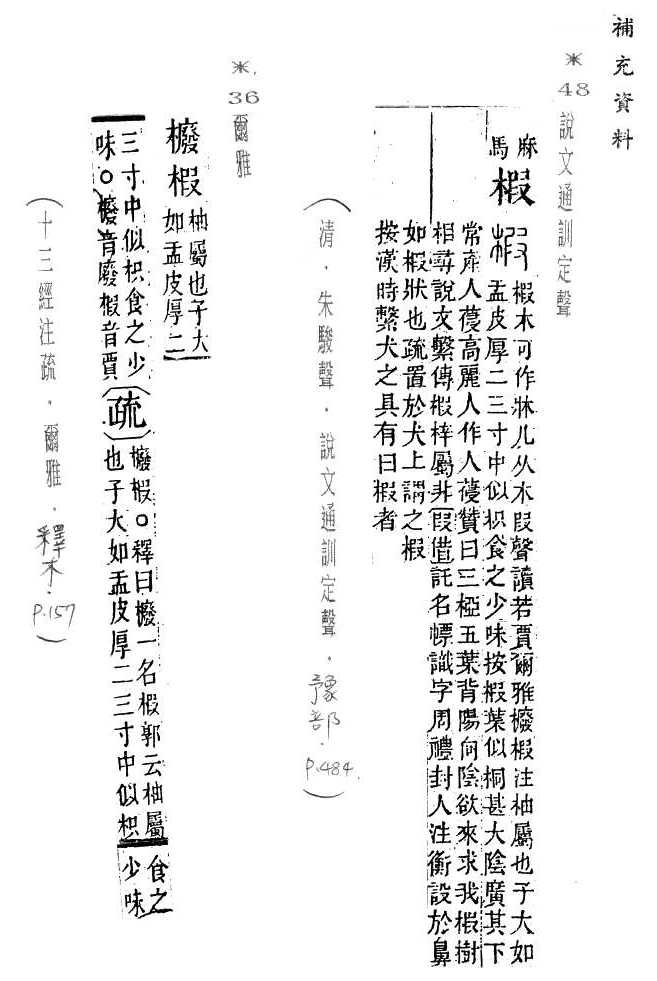 補充資料
※48 說文通訓定聲
麻
馬
椵
椵木可作牀几从木叚聲讀若賈爾雅櫠椵注柚屬也子大如
盂皮厚二三寸中似枳食之少味按椵葉似桐甚大陰廣其下
常產人葠高麗人作人葠贊曰三椏五葉背陽向陰欲來求我椵樹
相尋說文繫傳椵梓屬非〔叚借〕託名幖識字周禮封人注衡設於鼻
如椵狀也疏置於犬上謂之椵
按漢時繫犬之具有曰椵者
(清．朱駿聲．說文通訓定聲．豫部．P.484)
※.36 爾雅
櫠椵
柚屬也子大
如盂皮厚二
三寸中似枳食之少
味○櫠音廢椵音賈
〔疏〕
櫠椵○釋曰櫠一名椵郭云柚屬
也子大如盂皮厚二三寸中似枳
食之
少味
(十三經注疏．爾雅．釋木．P.157)